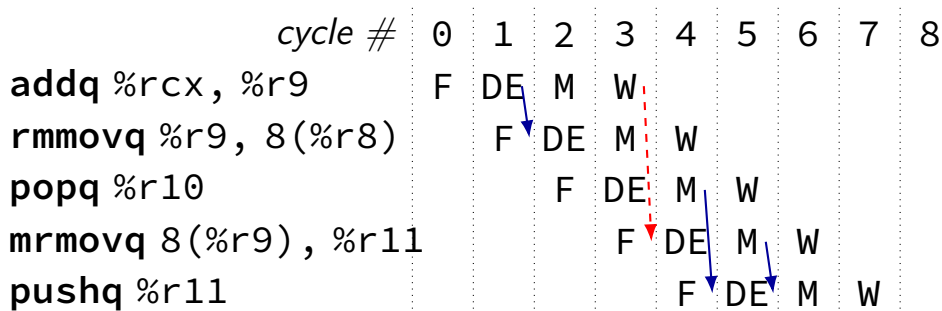 cycle # 0 1 2 3 4 5 6 7 8
addq %rcx, %r9 F DE M W
rmmovq %r9, 8(%r8) F DE M W
popq %r10 F DE M W
mrmovq 8(%r9), %r11 F DE M W
pushq %r11 F DE M W